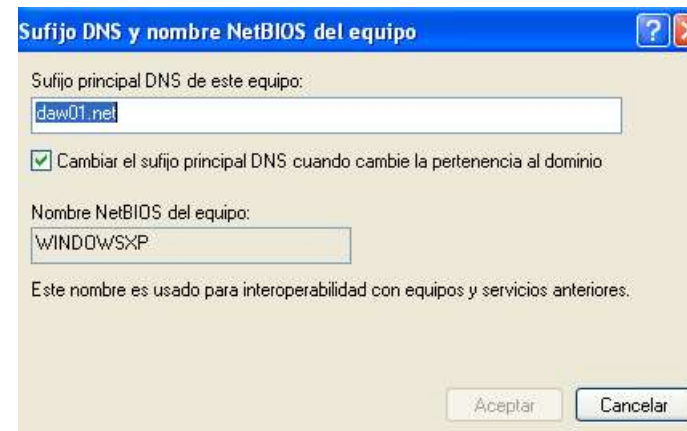 Sufijo DNS y nombre NetBIOS del equipo
Sufijo principal DNS de este equipo:
daw01.net
Cambiar el sufijo principal DNS cuando cambie la pertenencia al dominio
Nombre NetBIOS del equipo:
WINDOWSXP
Este nombre es usado para interoperabilidad con equipos y servicios anteriores.
Aceptar Cancelar